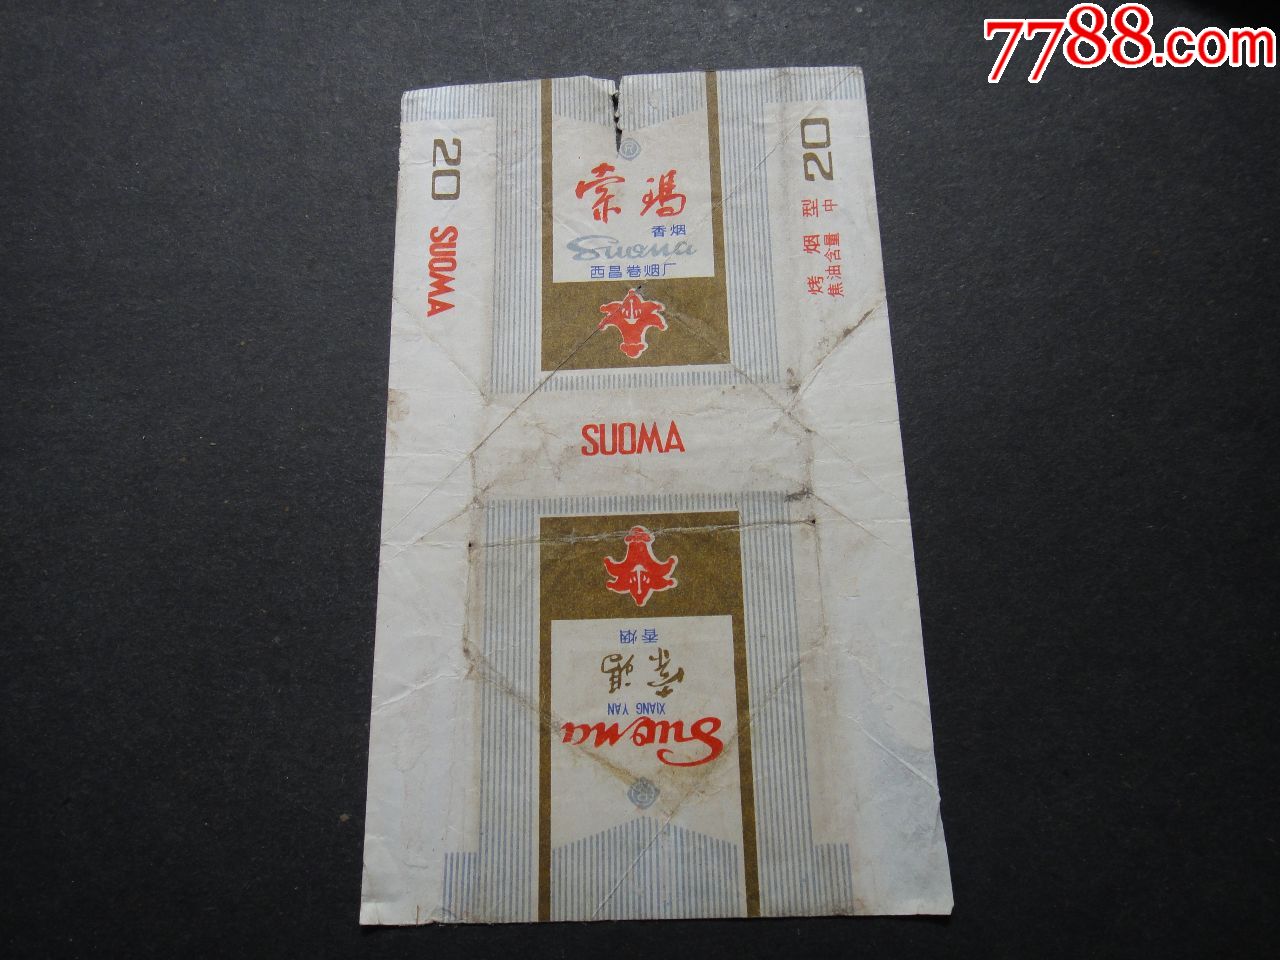 7788.com
20
SUOMA
®
索玛
香烟
Suoma
西昌卷烟厂
20
烤烟型
焦油含量中
SUOMA
Suoma
XIANG YAN
索玛
香烟